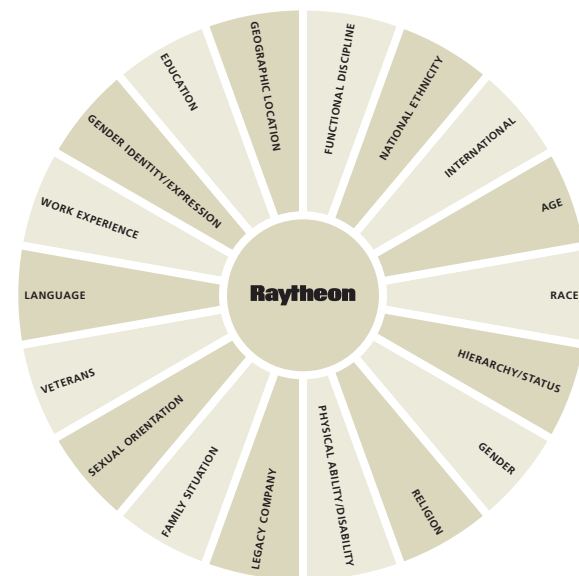 GEOGRAPHIC LOCATION
FUNCTIONAL DISCIPLINE
NATIONAL ETHNICITY
INTERNATIONAL
AGE
RACE
HIERARCHY/STATUS
GENDER
RELIGION
PHYSICAL ABILITY/DISABILITY
LEGACY COMPANY
FAMILY SITUATION
SEXUAL ORIENTATION
VETERANS
LANGUAGE
WORK EXPERIENCE
GENDER IDENTITY/EXPRESSION
EDUCATION
Raytheon